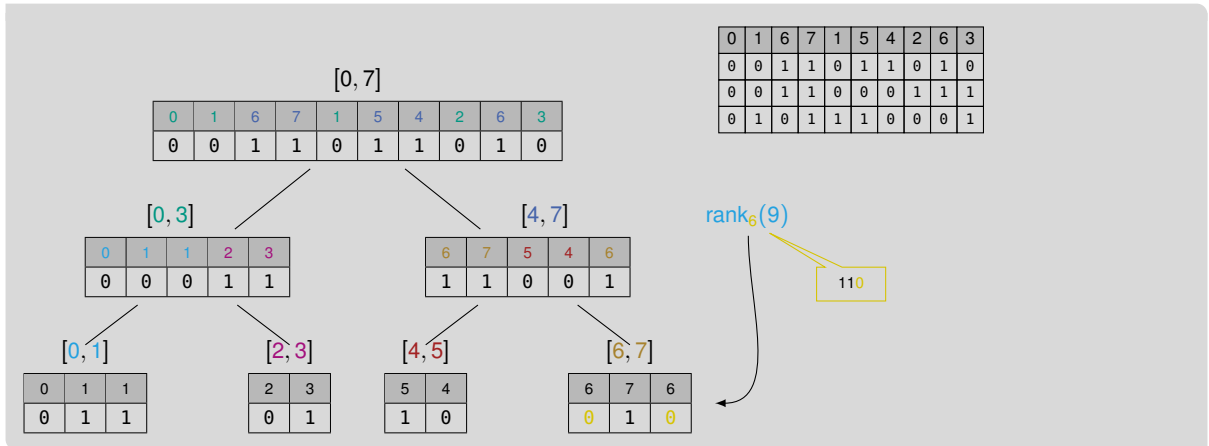 0 1 6 7 1 5 4 2 6 3
0 0 1 1 0 1 1 0 1 0
0 0 1 1 0 0 0 1 1 1
0 1 0 1 1 1 0 0 0 1
[0, 7]
0 1 6 7 1 5 4 2 6 3
0 0 1 1 0 1 1 0 1 0
[0, 3]
[4, 7]
rank₆(9)
0 1 1 2 3
0 0 0 1 1
6 7 5 4 6
1 1 0 0 1
110
[0, 1]
[2, 3]
[4, 5]
[6, 7]
0 1 1
0 1 1
2 3
0 1
5 4
1 0
6 7 6
0 1 0